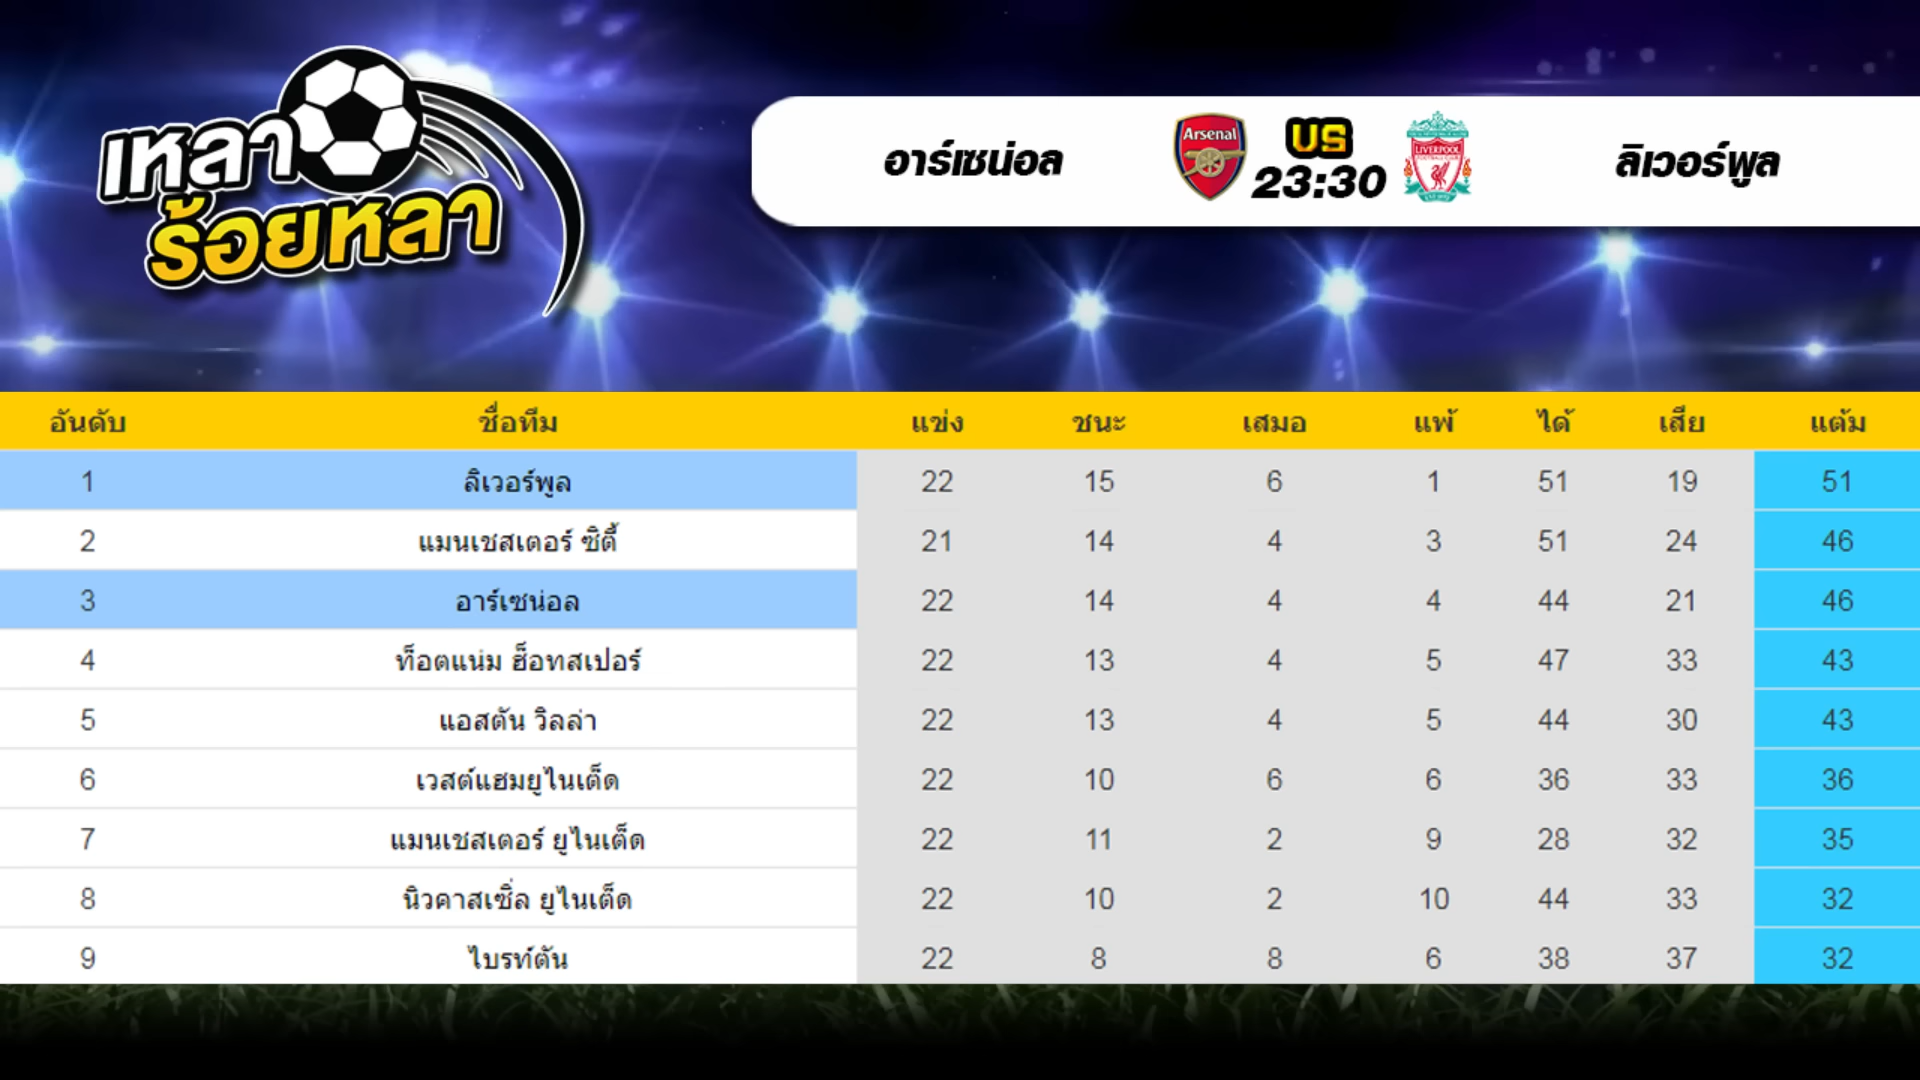 เหลา
ร้อยหลา
อาร์เซน่อล Arsenal VS 23:30 LIVERPOOL ลิเวอร์พูล
อันดับ ชื่อทีม แข่ง ชนะ เสมอ แพ้ ได้ เสีย แต้ม
1 ลิเวอร์พูล 22 15 6 1 51 19 51
2 แมนเชสเตอร์ ซิตี้ 21 14 4 3 51 24 46
3 อาร์เซน่อล 22 14 4 4 44 21 46
4 ท็อตแน่ม ฮ็อทสเปอร์ 22 13 4 5 47 33 43
5 แอสตัน วิลล่า 22 13 4 5 44 30 43
6 เวสต์แฮมยูไนเต็ด 22 10 6 6 36 33 36
7 แมนเชสเตอร์ ยูไนเต็ด 22 11 2 9 28 32 35
8 นิวคาสเซิ่ล ยูไนเต็ด 22 10 2 10 44 33 32
9 ไบรท์ตัน 22 8 8 6 38 37 32